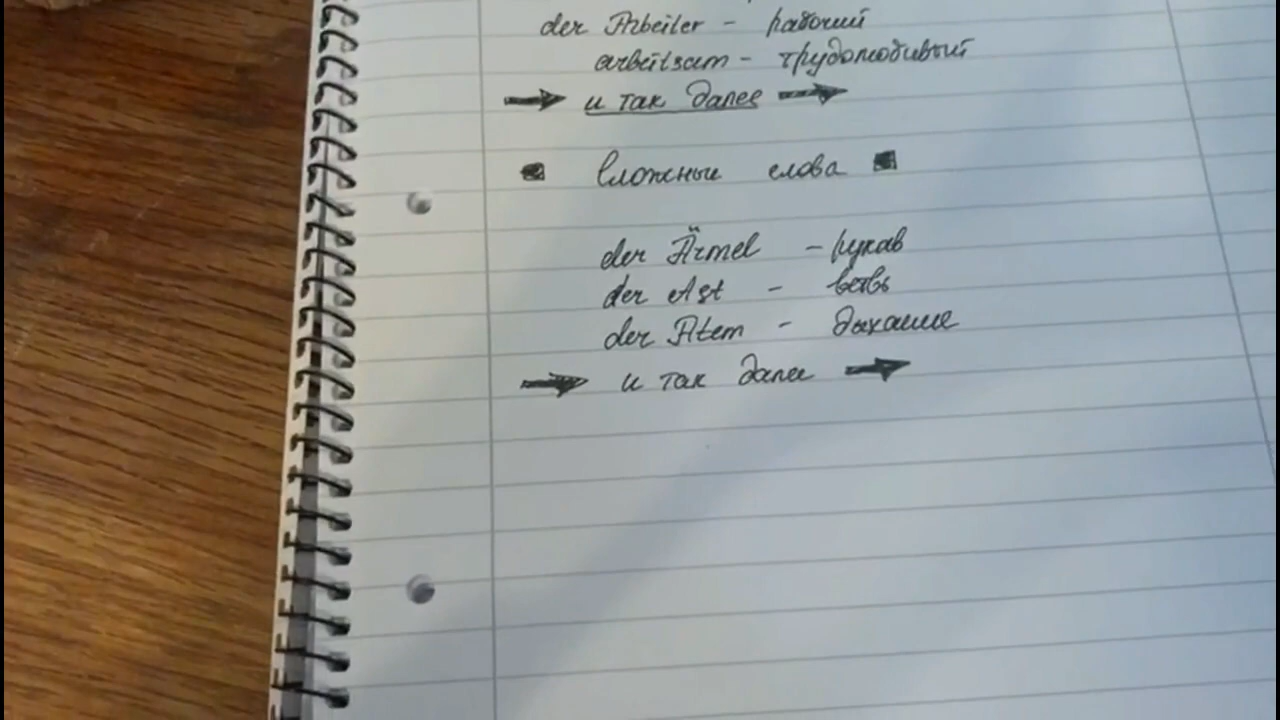 der Arbeiter - рабочий
arbeitsam - трудолюбивый
и так далее
Сложные слова
der Ärmel - рукав
der Ast - ветвь
der Atem - дыхание
и так далее